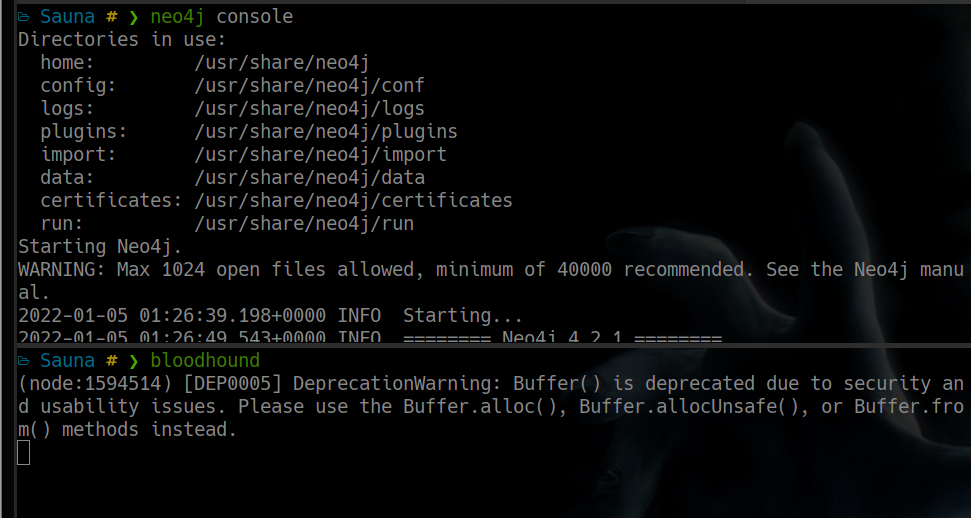 Sauna # ❯ neo4j console
Directories in use:
  home:         /usr/share/neo4j
  config:       /usr/share/neo4j/conf
  logs:         /usr/share/neo4j/logs
  plugins:      /usr/share/neo4j/plugins
  import:       /usr/share/neo4j/import
  data:         /usr/share/neo4j/data
  certificates: /usr/share/neo4j/certificates
  run:          /usr/share/neo4j/run
Starting Neo4j.
WARNING: Max 1024 open files allowed, minimum of 40000 recommended. See the Neo4j manu
al.
2022-01-05 01:26:39.198+0000 INFO  Starting...
2022-01-05 01:26:49.543+0000 INFO  ======== Neo4j 4.2.1 ========
Sauna # ❯ bloodhound
(node:1594514) [DEP0005] DeprecationWarning: Buffer() is deprecated due to security an
d usability issues. Please use the Buffer.alloc(), Buffer.allocUnsafe(), or Buffer.fro
m() methods instead.